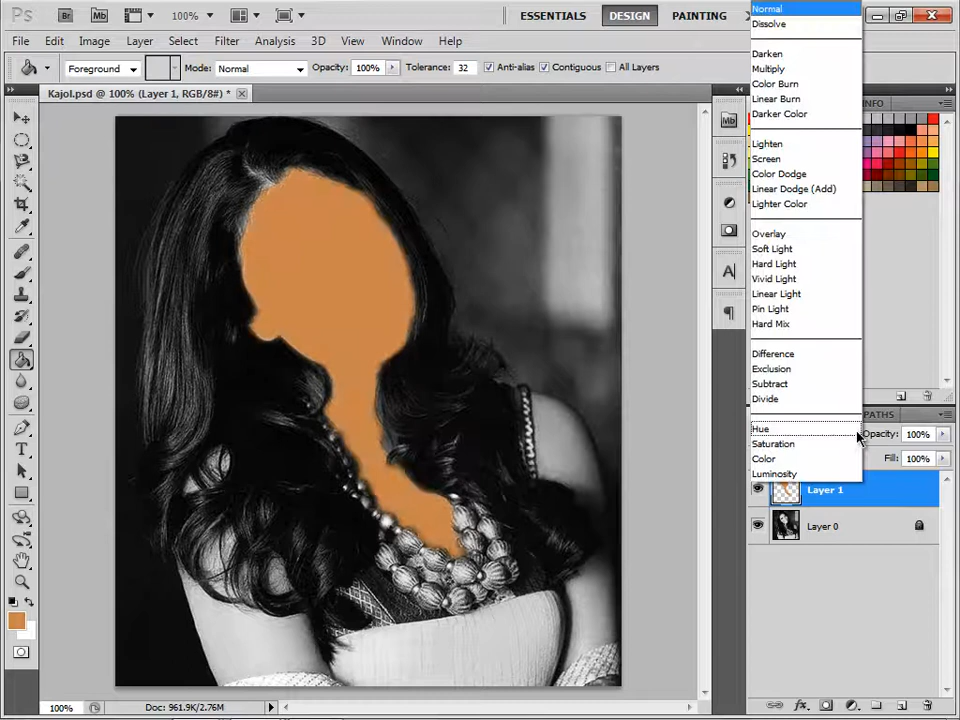 Ps Br Mb 100% ESSENTIALS DESIGN PAINTING
File Edit Image Layer Select Filter Analysis 3D View Window Help
Foreground Mode: Normal Opacity: 100% Tolerance: 32 Anti-alias Contiguous All Layers
Kajol.psd @ 100% (Layer 1, RGB/8#)
INFO
Mb
Normal
Dissolve
Darken
Multiply
Color Burn
Linear Burn
Darker Color
Lighten
Screen
Color Dodge
Linear Dodge (Add)
Lighter Color
Overlay
Soft Light
Hard Light
Vivid Light
Linear Light
Pin Light
Hard Mix
Difference
Exclusion
Subtract
Divide
Hue
Saturation
Color
Luminosity
PATHS
Opacity: 100%
Fill: 100%
Layer 1
Layer 0
100% Doc: 961.9K/2.76M